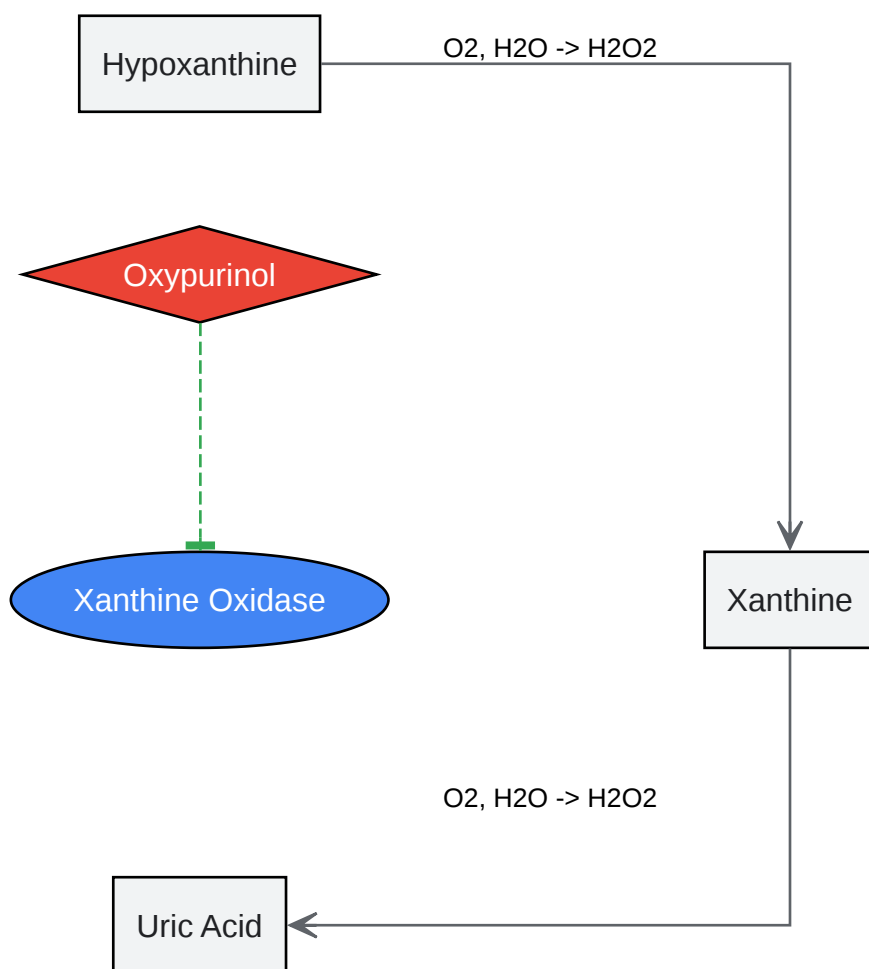 O2, H2O -> H2O2
Hypoxanthine
Oxypurinol
Xanthine Oxidase
Xanthine
O2, H2O -> H2O2
Uric Acid